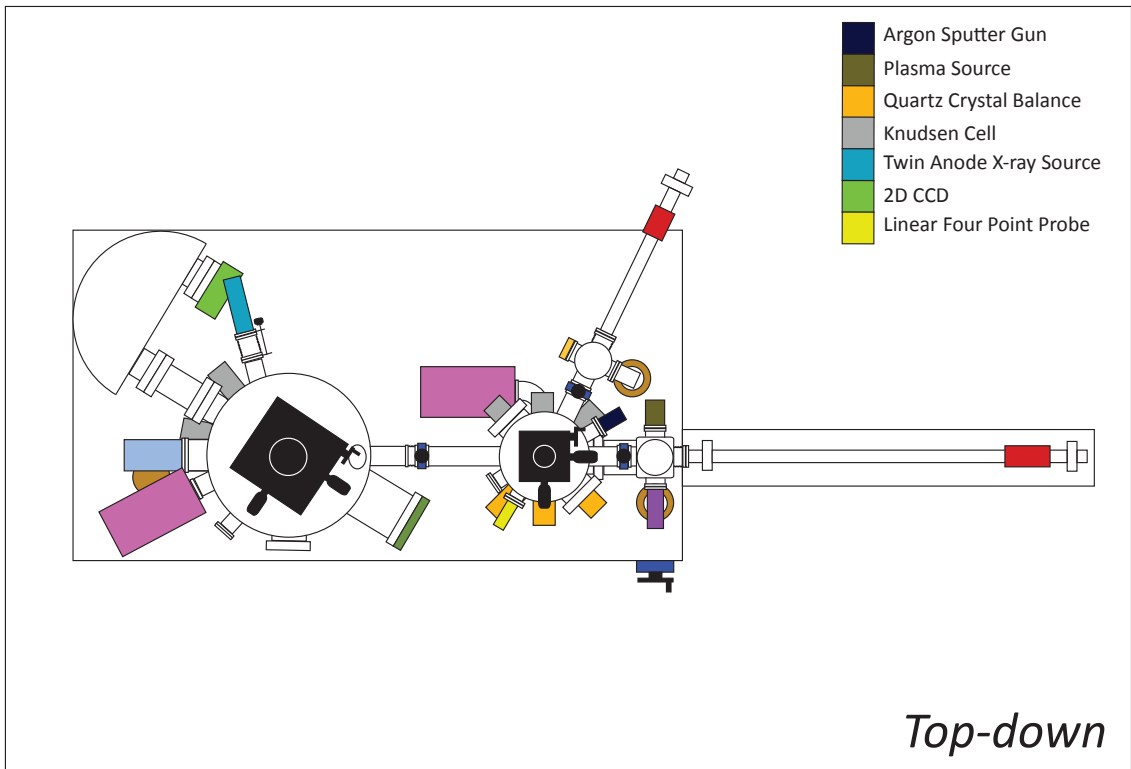 Argon Sputter Gun
Plasma Source
Quartz Crystal Balance
Knudsen Cell
Twin Anode X-ray Source
2D CCD
Linear Four Point Probe
Top-down